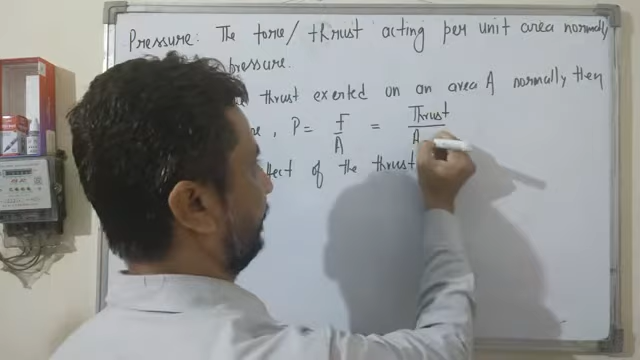 Pressure: The force/ thrust acting per unit area normally
pressure.
thrust exerted on an area A normally then
, P = F/A = Thrust/A
of the thrust